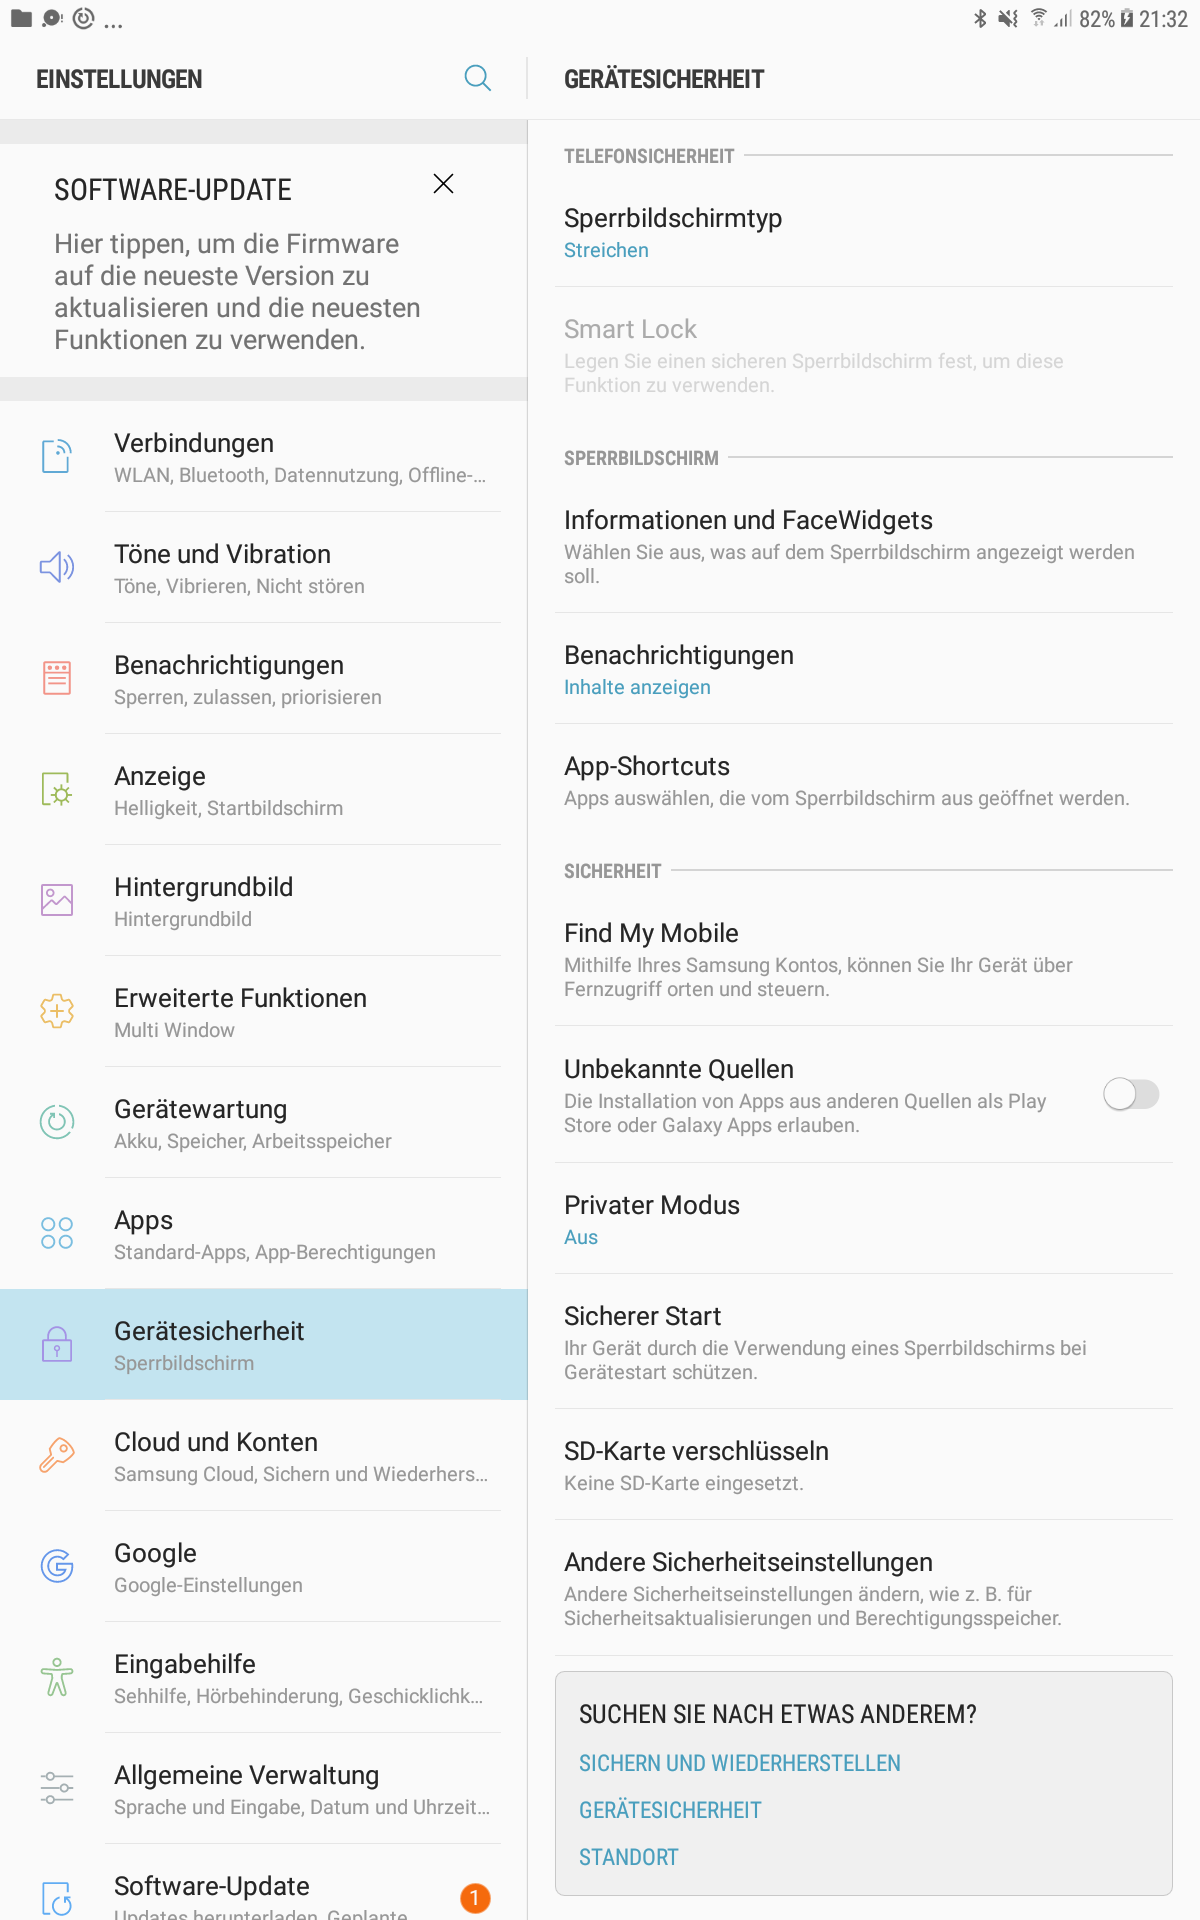 82% 21:32
EINSTELLUNGEN
SOFTWARE-UPDATE
Hier tippen, um die Firmware
auf die neueste Version zu
aktualisieren und die neuesten
Funktionen zu verwenden.
Verbindungen
WLAN, Bluetooth, Datennutzung, Offline-...
Töne und Vibration
Töne, Vibrieren, Nicht stören
Benachrichtigungen
Sperren, zulassen, priorisieren
Anzeige
Helligkeit, Startbildschirm
Hintergrundbild
Hintergrundbild
Erweiterte Funktionen
Multi Window
Gerätewartung
Akku, Speicher, Arbeitsspeicher
Apps
Standard-Apps, App-Berechtigungen
Gerätesicherheit
Sperrbildschirm
Cloud und Konten
Samsung Cloud, Sichern und Wiederhers...
Google
Google-Einstellungen
Eingabehilfe
Sehhilfe, Hörbehinderung, Geschicklichk...
Allgemeine Verwaltung
Sprache und Eingabe, Datum und Uhrzeit...
Software-Update
1
Updates herunterladen, Geplante
GERÄTESICHERHEIT
TELEFONSICHERHEIT
Sperrbildschirmtyp
Streichen
Smart Lock
Legen Sie einen sicheren Sperrbildschirm fest, um diese
Funktion zu verwenden.
SPERRBILDSCHIRM
Informationen und FaceWidgets
Wählen Sie aus, was auf dem Sperrbildschirm angezeigt werden
soll.
Benachrichtigungen
Inhalte anzeigen
App-Shortcuts
Apps auswählen, die vom Sperrbildschirm aus geöffnet werden.
SICHERHEIT
Find My Mobile
Mithilfe Ihres Samsung Kontos, können Sie Ihr Gerät über
Fernzugriff orten und steuern.
Unbekannte Quellen
Die Installation von Apps aus anderen Quellen als Play
Store oder Galaxy Apps erlauben.
Privater Modus
Aus
Sicherer Start
Ihr Gerät durch die Verwendung eines Sperrbildschirms bei
Gerätestart schützen.
SD-Karte verschlüsseln
Keine SD-Karte eingesetzt.
Andere Sicherheitseinstellungen
Andere Sicherheitseinstellungen ändern, wie z. B. für
Sicherheitsaktualisierungen und Berechtigungsspeicher.
SUCHEN SIE NACH ETWAS ANDEREM?
SICHERN UND WIEDERHERSTELLEN
GERÄTESICHERHEIT
STANDORT